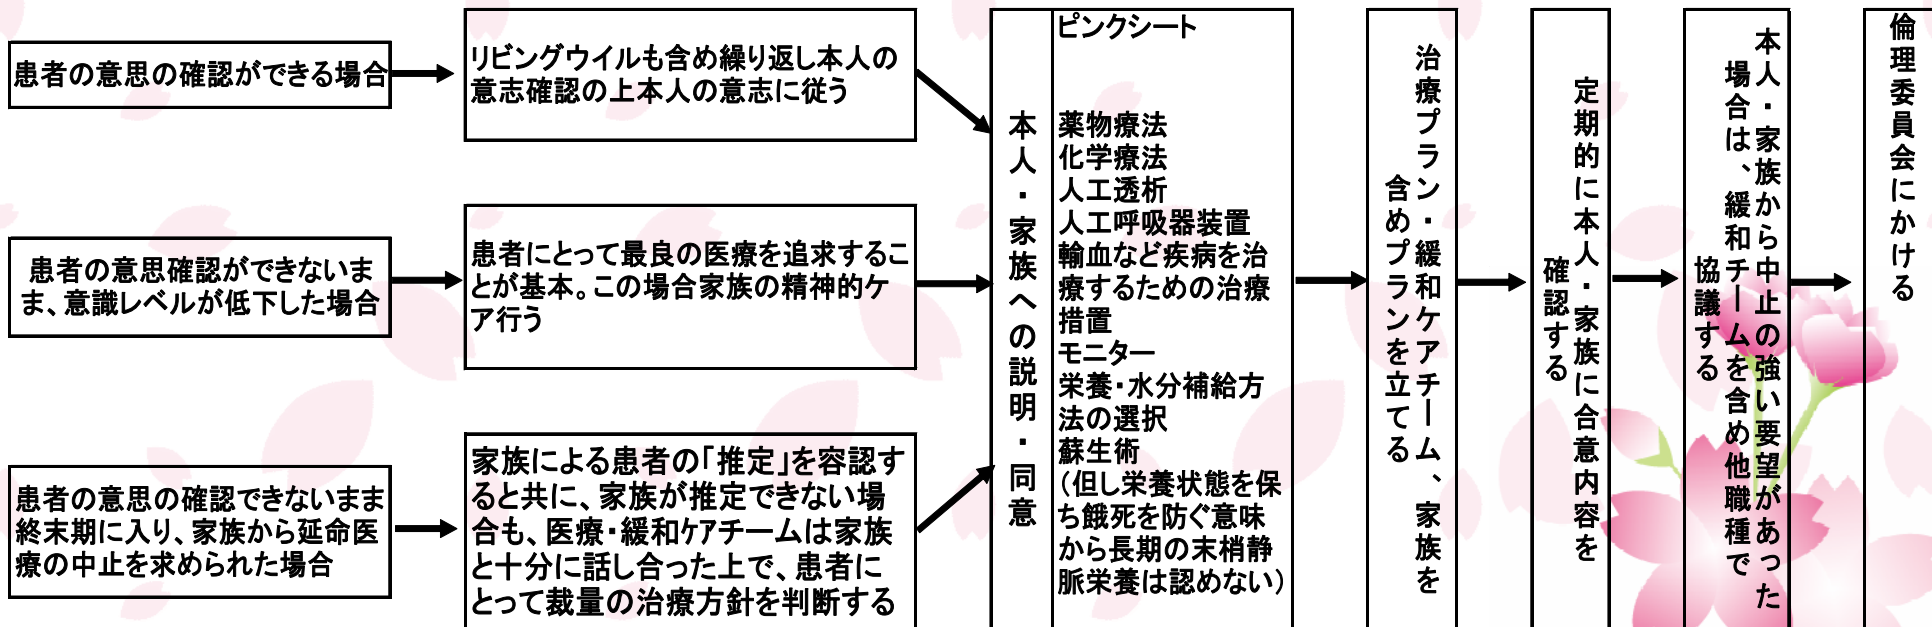 患者の意思の確認ができる場合
リビングウイルも含め繰り返し本人の
意志確認の上本人の意志に従う
患者の意思確認ができないまま
ま、意識レベルが低下した場合
患者にとって最良の医療を追求するこ
とが基本。この場合家族の精神的ケ
ア行う
患者の意思の確認できないまま
終末期に入り、家族から延命医
療の中止を求められた場合
家族による患者の「推定」を容認す
ると共に、家族が推定できない場
合も、医療・緩和ケアチームは家族
と十分に話し合った上で、患者に
とって裁量の治療方針を判断する
本人・家族への説明・同意
ピンクシート
薬物療法
化学療法
人工透析
人工呼吸器装置
輸血など疾病を治
療するための治療
措置
モニター
栄養・水分補給方
法の選択
蘇生術
（但し栄養状態を保
ち餓死を防ぐ意味
から長期の末梢静
脈栄養は認めない）
治療プラン・緩和ケアチーム、家族を
含めプランを立てる
定期的に本人・家族に合意内容を
確認する
本人・家族から中止の強い要望があった
場合は、緩和チームを含め他職種で
協議する
倫理委員会にかける